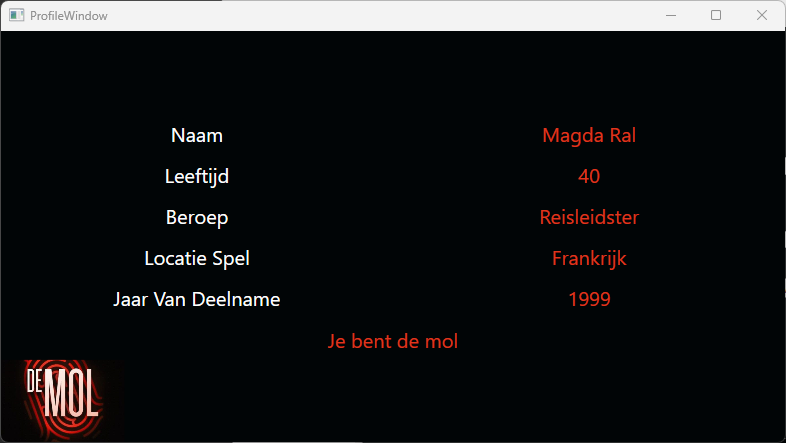 ProfileWindow
Naam Magda Ral
Leeftijd 40
Beroep Reisleidster
Locatie Spel Frankrijk
Jaar Van Deelname 1999
Je bent de mol
DE MOL